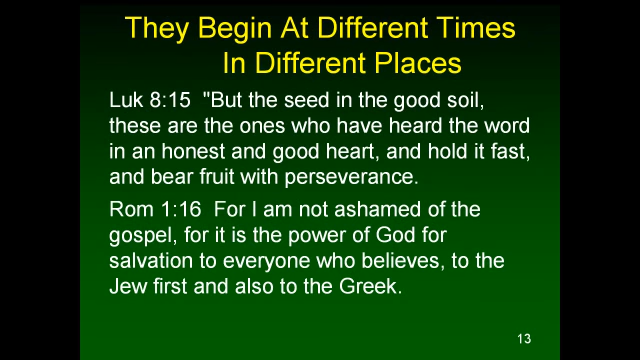 They Begin At Different Times
In Different Places
Luk 8:15  "But the seed in the good soil,
these are the ones who have heard the word
in an honest and good heart, and hold it fast,
and bear fruit with perseverance.
Rom 1:16  For I am not ashamed of the
gospel, for it is the power of God for
salvation to everyone who believes, to the
Jew first and also to the Greek.
13